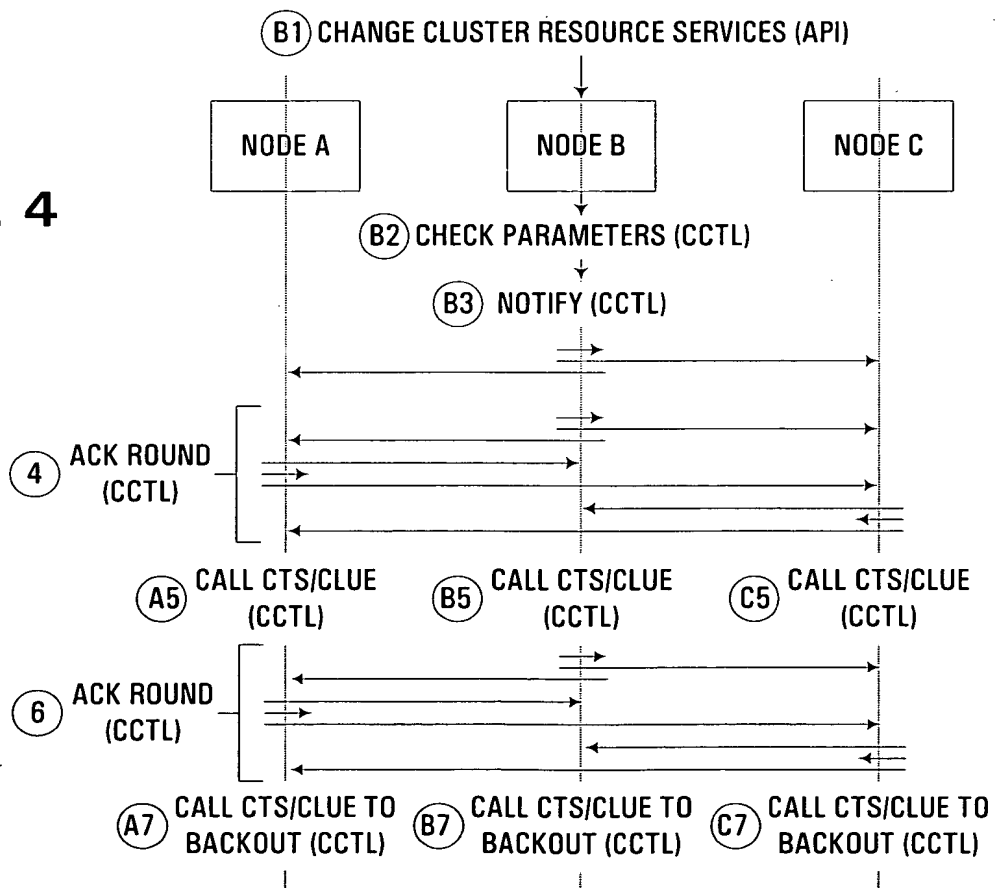 B1 CHANGE CLUSTER RESOURCE SERVICES (API)
NODE A
NODE B
NODE C
4
B2 CHECK PARAMETERS (CCTL)
B3 NOTIFY (CCTL)
4 ACK ROUND
(CCTL)
A5 CALL CTS/CLUE
(CCTL)
B5 CALL CTS/CLUE
(CCTL)
C5 CALL CTS/CLUE
(CCTL)
6 ACK ROUND
(CCTL)
A7 CALL CTS/CLUE TO
BACKOUT (CCTL)
B7 CALL CTS/CLUE TO
BACKOUT (CCTL)
C7 CALL CTS/CLUE TO
BACKOUT (CCTL)